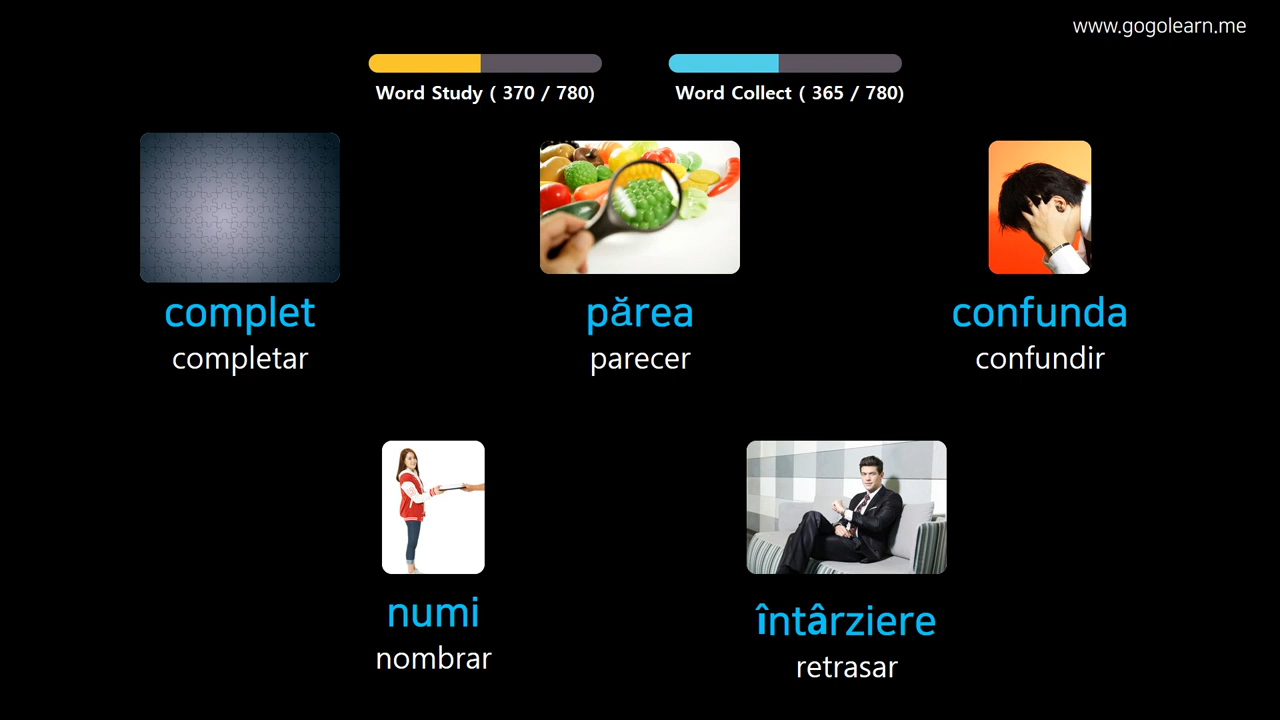 www.gogolearn.me
Word Study ( 370 / 780)
Word Collect ( 365 / 780)
complet
completar
părea
parecer
confunda
confundir
numi
nombrar
întârziere
retrasar